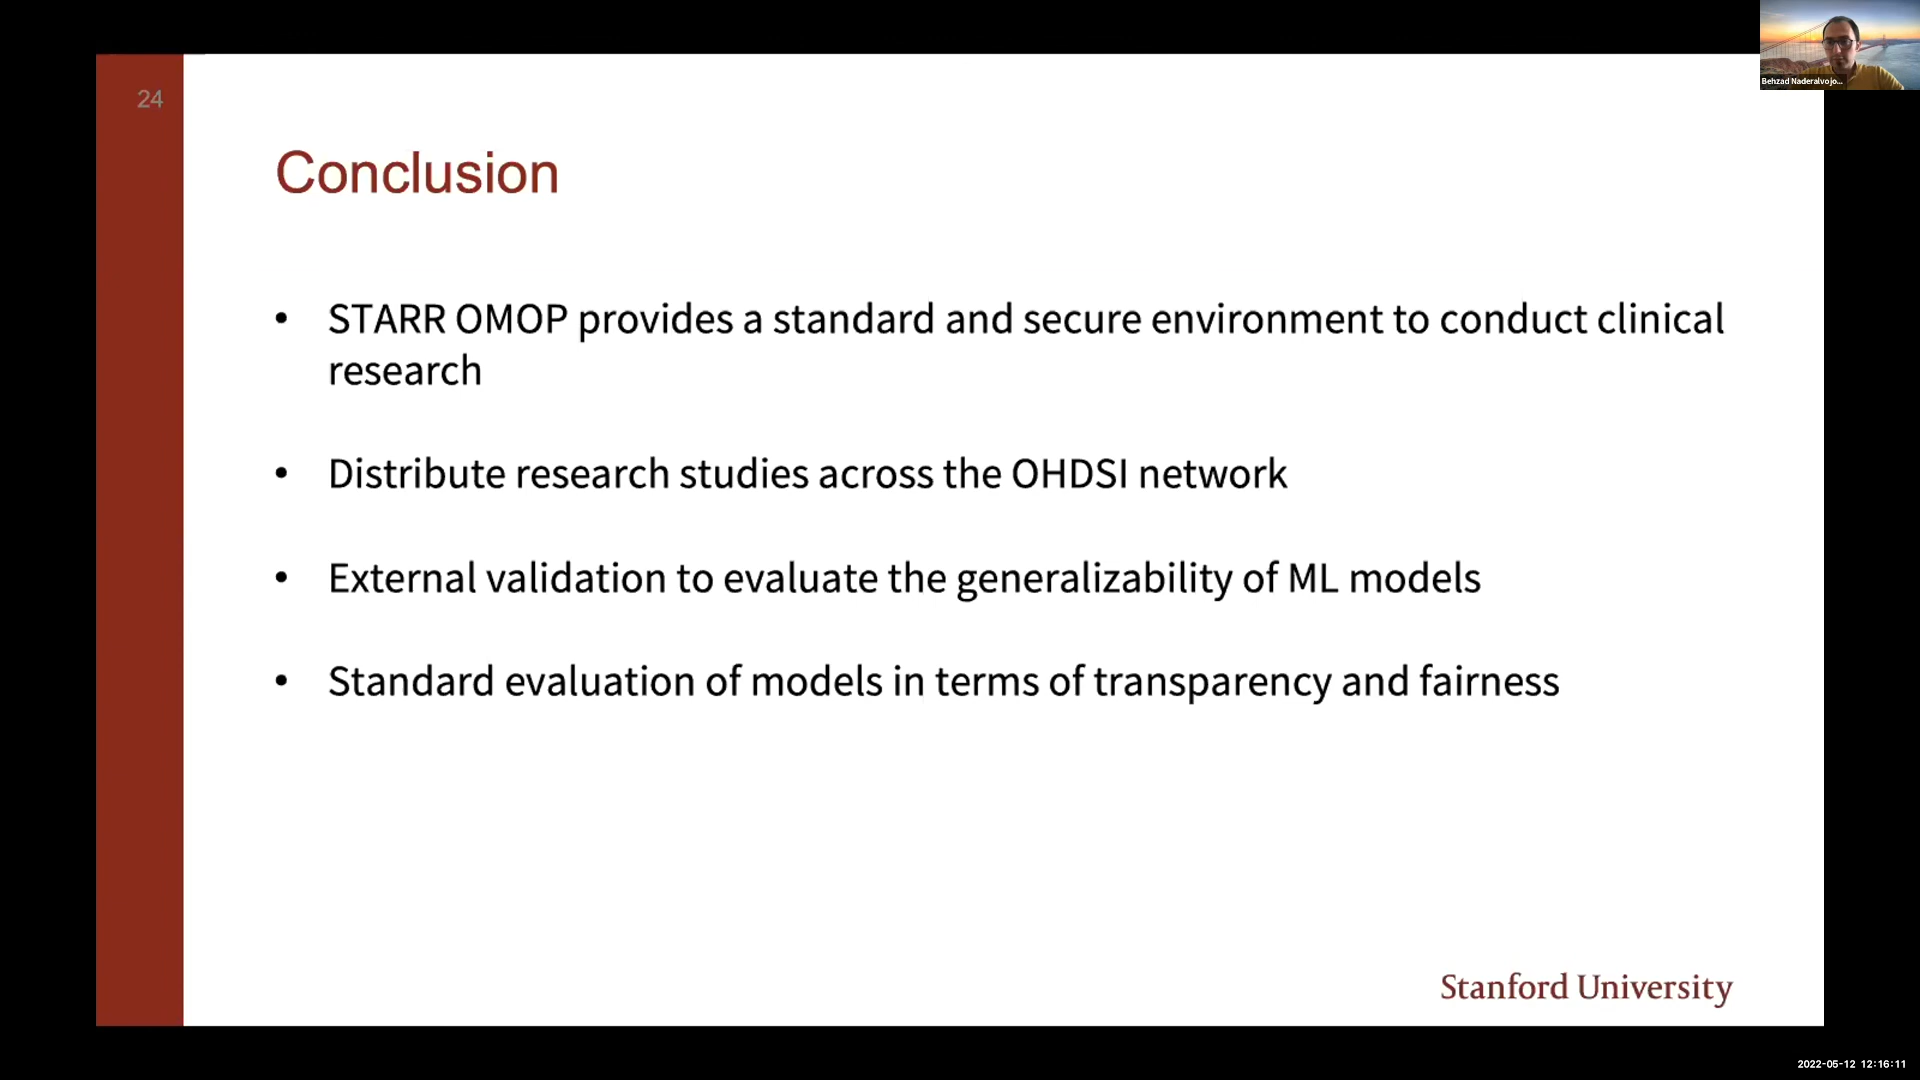 Behzad Naderalvojo...
24
Conclusion
• STARR OMOP provides a standard and secure environment to conduct clinical
research
• Distribute research studies across the OHDSI network
• External validation to evaluate the generalizability of ML models
• Standard evaluation of models in terms of transparency and fairness
Stanford University
2022-05-12 12:16:11